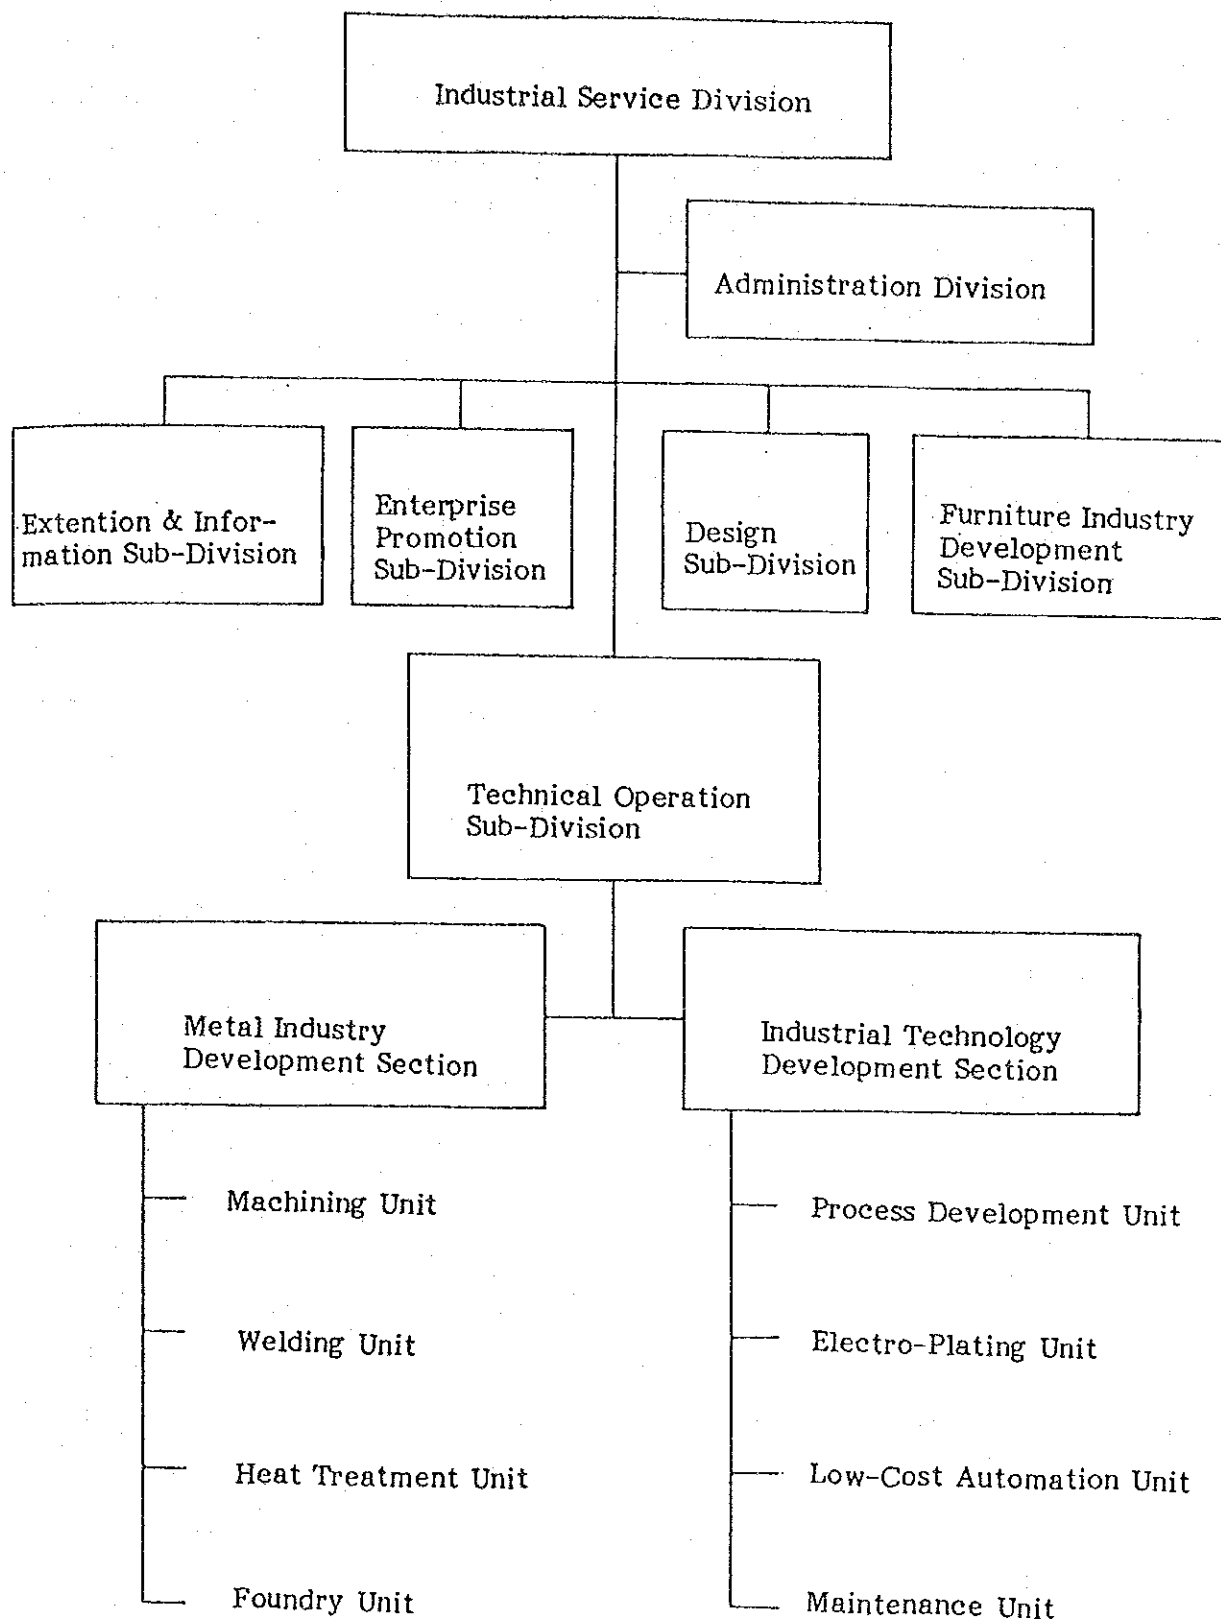 Industrial Service Division
Administration Division
Extention & Infor-
mation Sub-Division
Enterprise
Promotion
Sub-Division
Design
Sub-Division
Furniture Industry
Development
Sub-Division
Technical Operation
Sub-Division
Metal Industry
Development Section
Industrial Technology
Development Section
Machining Unit
Process Development Unit
Welding Unit
Electro-Plating Unit
Heat Treatment Unit
Low-Cost Automation Unit
Foundry Unit
Maintenance Unit